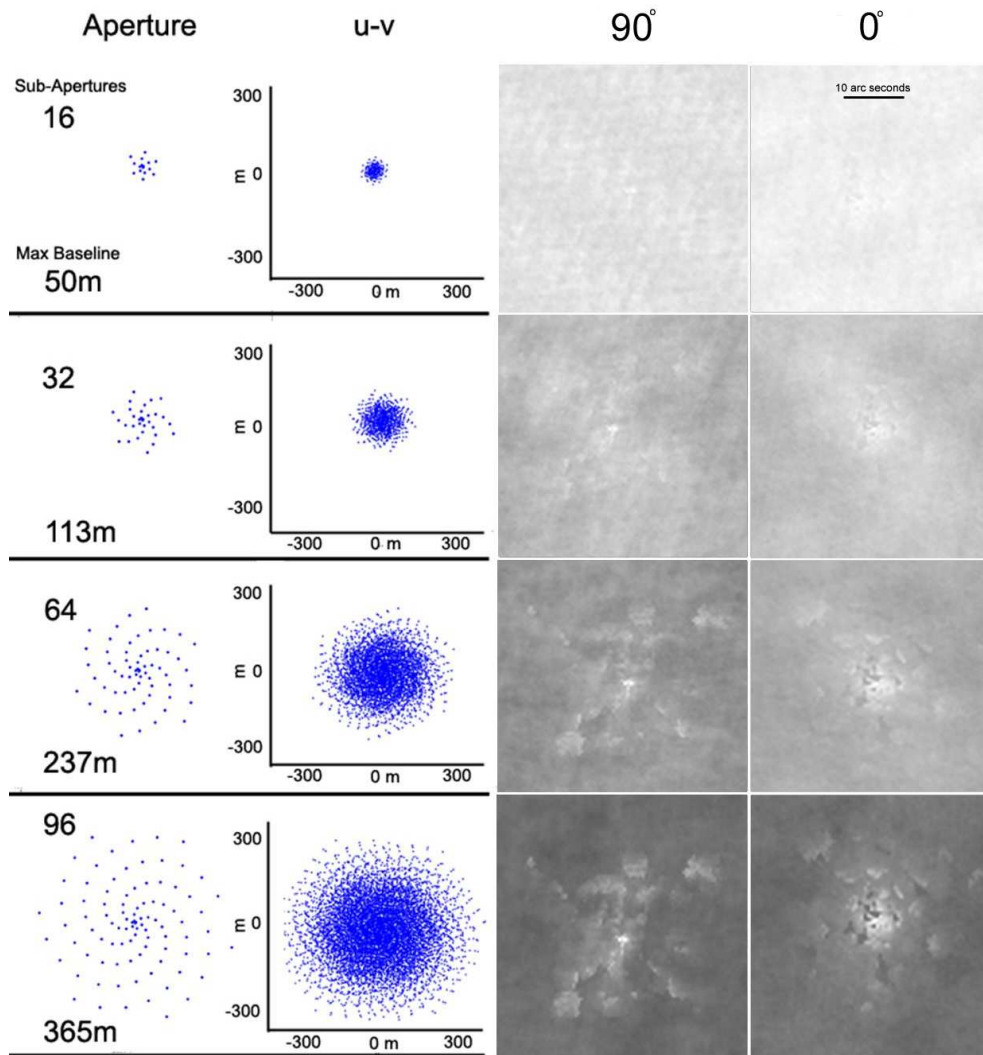 Aperture u-v 90° 0°
Sub-Apertures
16
300
m 0
-300
-300 0 m 300
Max Baseline
50m
10 arc seconds
32
300
m 0
-300
-300 0 m 300
113m
64
300
m 0
-300
-300 0 m 300
237m
96
300
m 0
-300
-300 0 m 300
365m